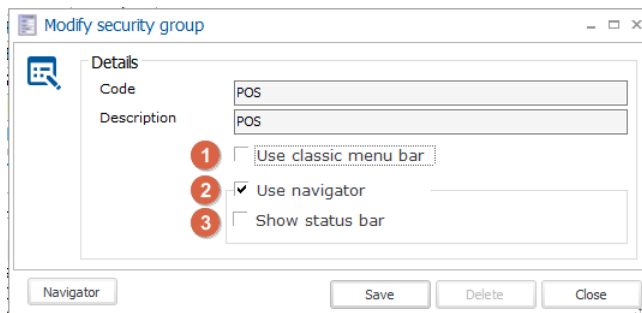 Modify security group
Details
Code
POS
Description
POS
1 Use classic menu bar
2 Use navigator
3 Show status bar
Navigator Save Delete Close